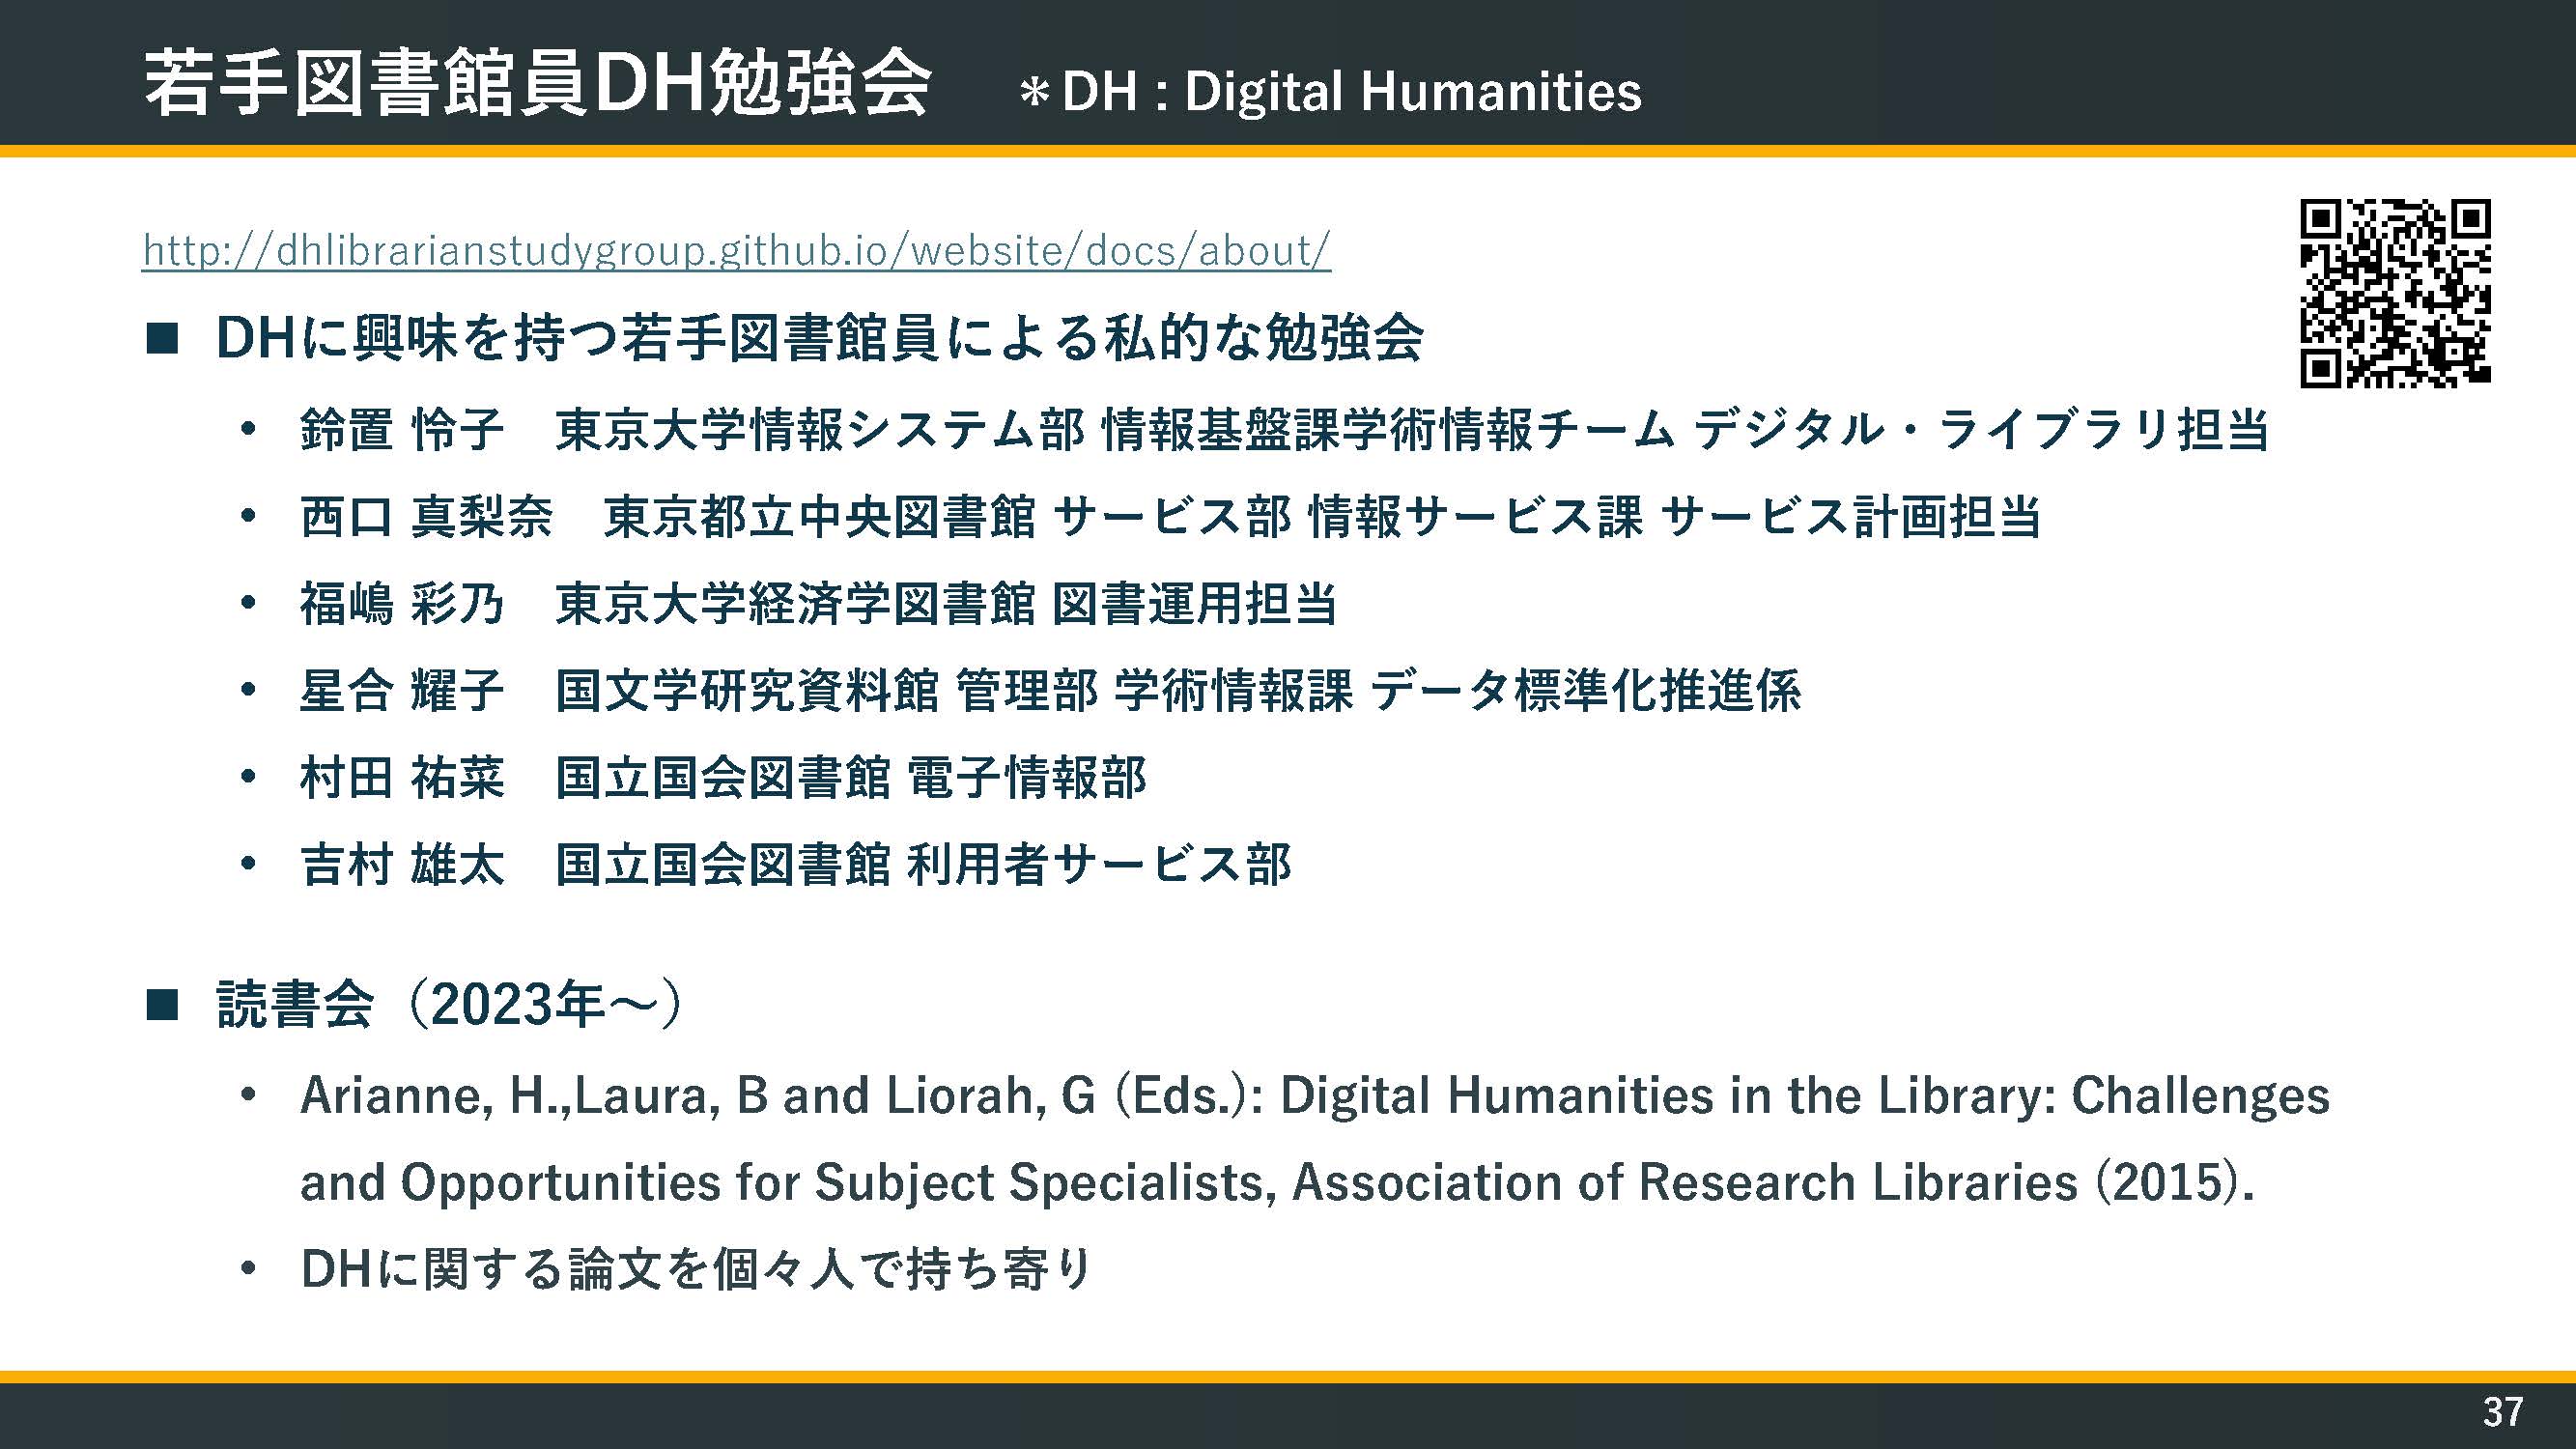 若手図書館員DH勉強会 ＊DH : Digital Humanities
http://dhlibrarianstudygroup.github.io/website/docs/about/
■ DHに興味を持つ若手図書館員による私的な勉強会
• 鈴置 怜子　東京大学情報システム部 情報基盤課学術情報チーム デジタル・ライブラリ担当
• 西口 真梨奈　東京都立中央図書館 サービス部 情報サービス課 サービス計画担当
• 福嶋 彩乃　東京大学経済学図書館 図書運用担当
• 星合 耀子　国文学研究資料館 管理部 学術情報課 データ標準化推進係
• 村田 祐菜　国立国会図書館 電子情報部
• 吉村 雄太　国立国会図書館 利用者サービス部
■ 読書会（2023年～）
• Arianne, H.,Laura, B and Liorah, G (Eds.): Digital Humanities in the Library: Challenges
and Opportunities for Subject Specialists, Association of Research Libraries (2015).
• DHに関する論文を個々人で持ち寄り
37